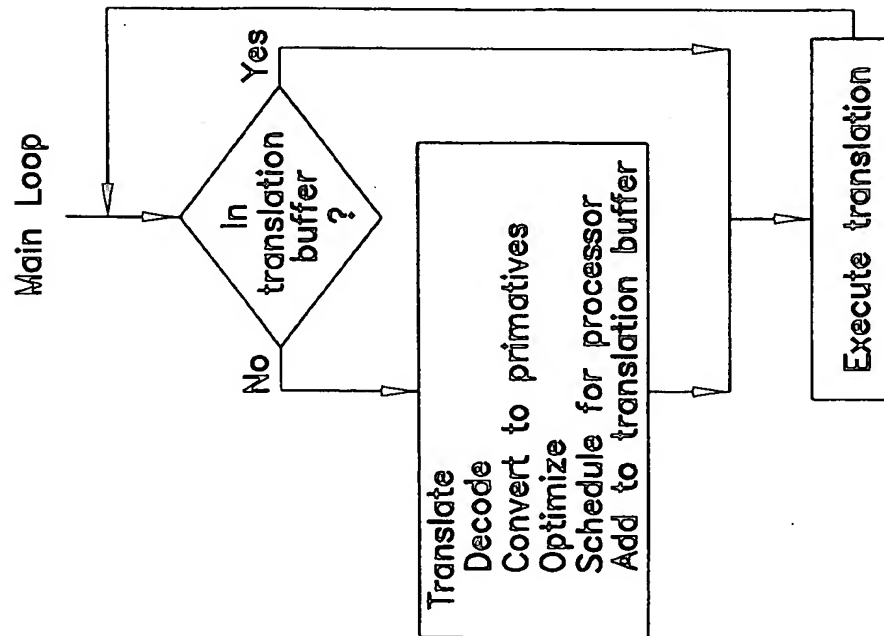 Main Loop
In
translation
buffer
?
Yes
No
Translate
Decode
Convert to primatives
Optimize
Schedule for processor
Add to translation buffer
Execute translation